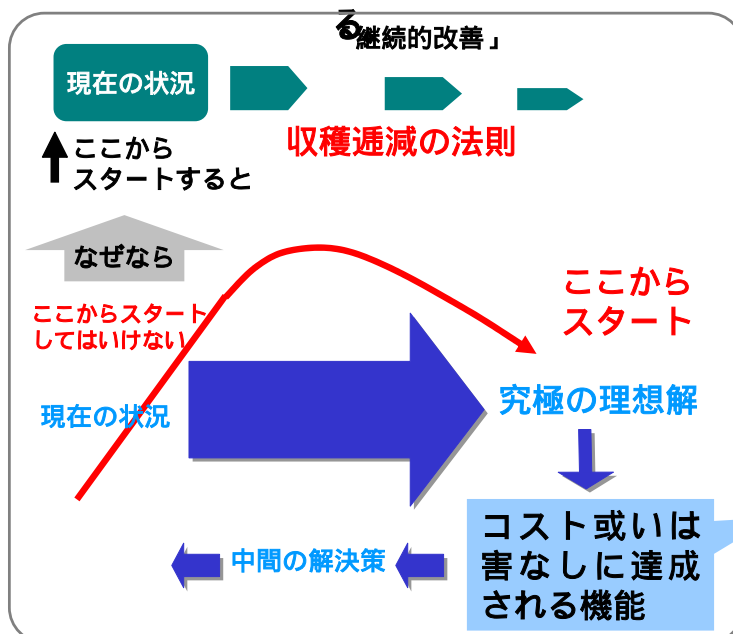 る
「継続的改善」
現在の状況
収穫逓減の法則
ここから
スタートすると
なぜなら
ここからスタート
してはいけない
ここから
スタート
現在の状況
究極の理想解
中間の解決策
コスト或いは
害なしに達成
される機能